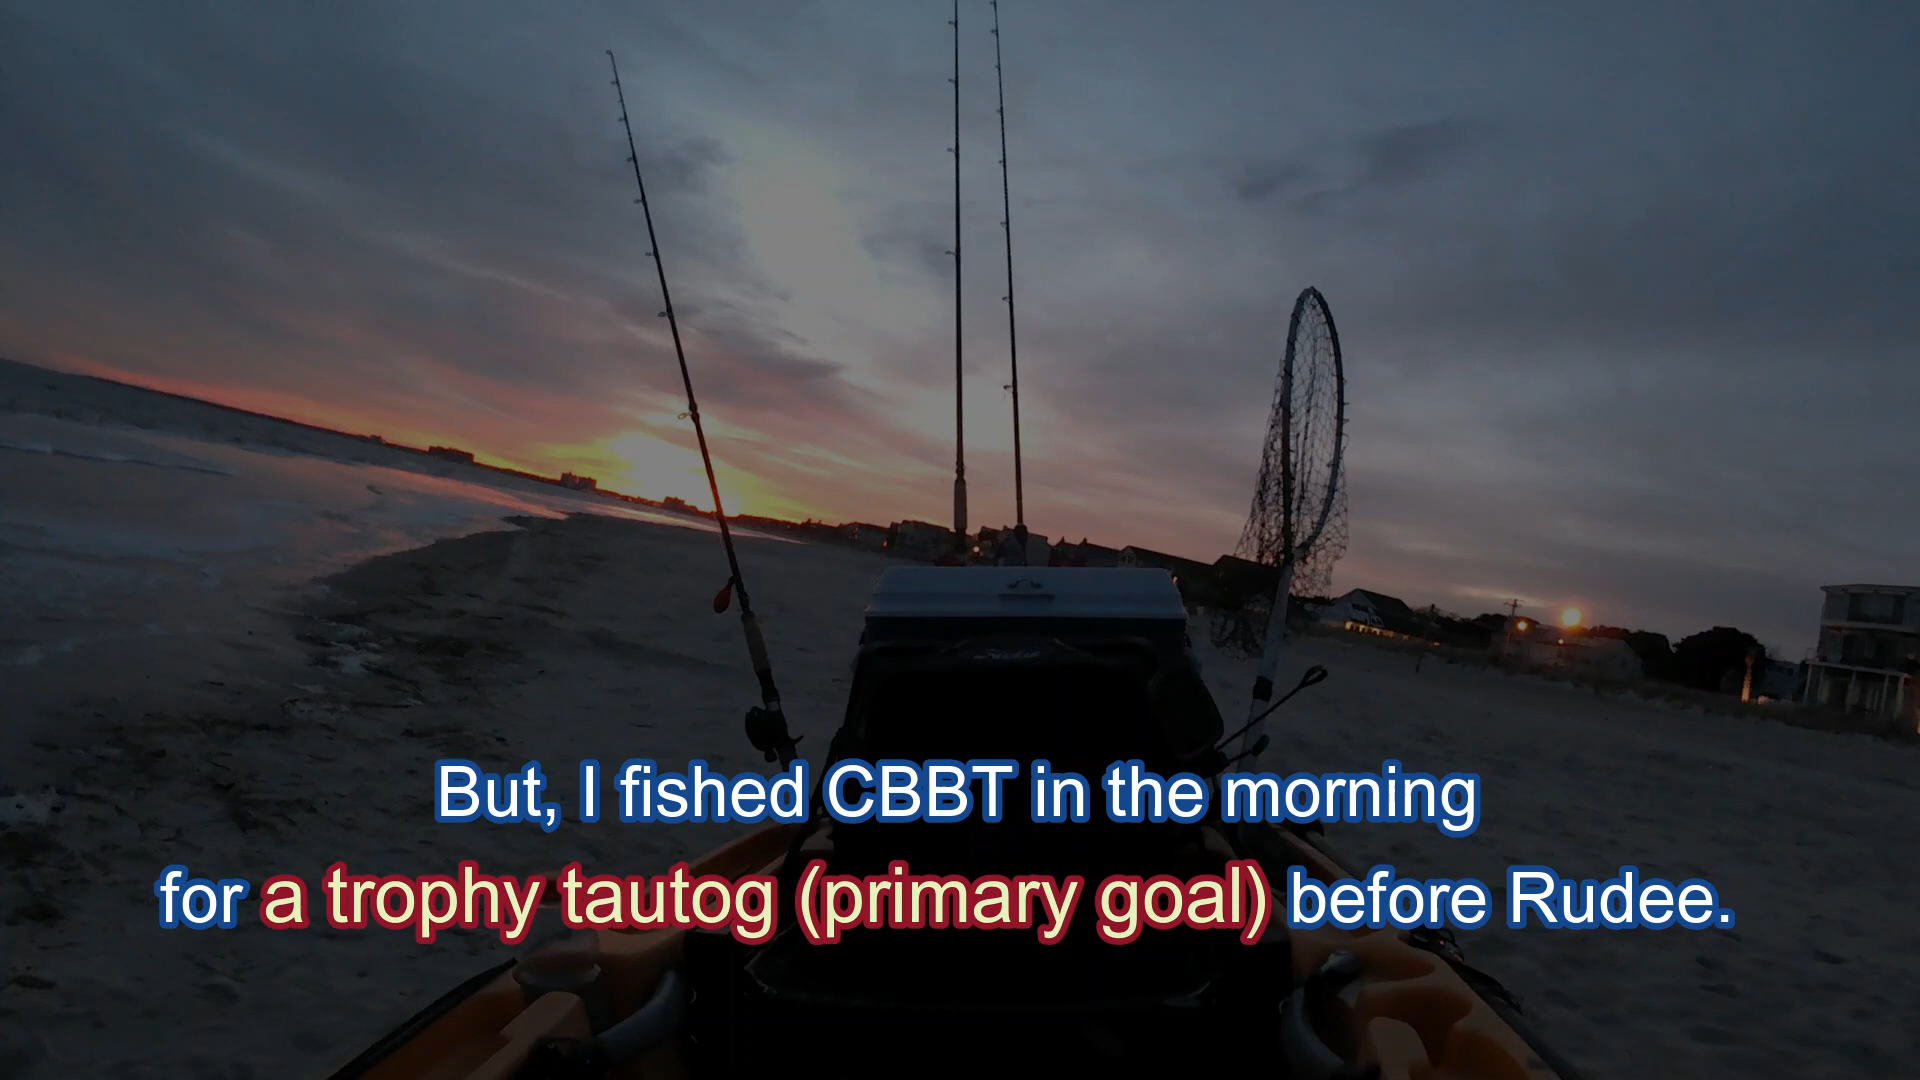 But, I fished CBBT in the morning
for a trophy tautog (primary goal) before Rudee.